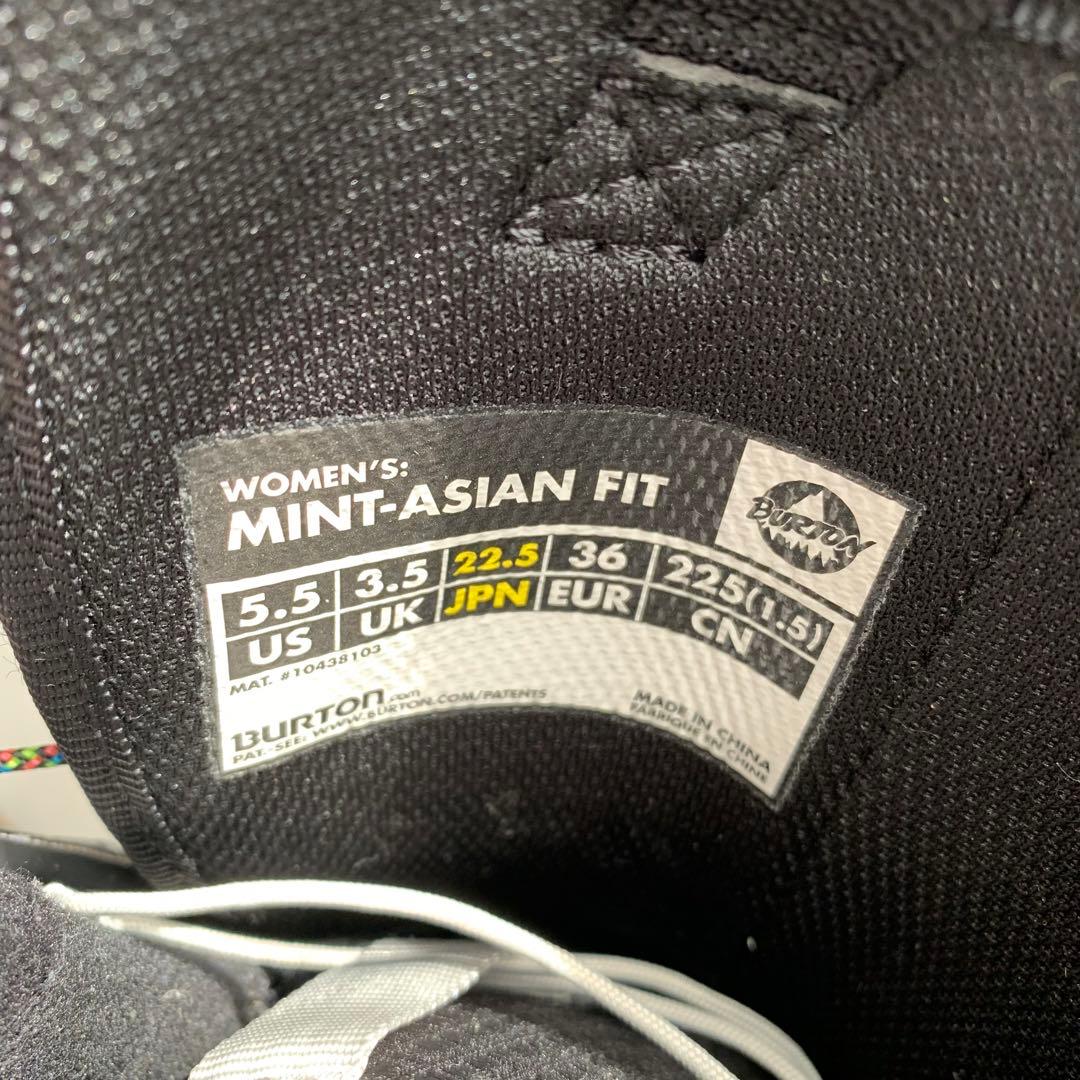 WOMEN'S:
MINT-ASIAN FIT
BURTON
5.5 3.5 22.5 36 225(1.5)
US UK JPN EUR CN
MAT. #10438103
BURTON.com
PAT.-SEE: WWW.BURTON.COM/PATENTS
MADE IN CHINA
FABRIQUÉ EN CHINE